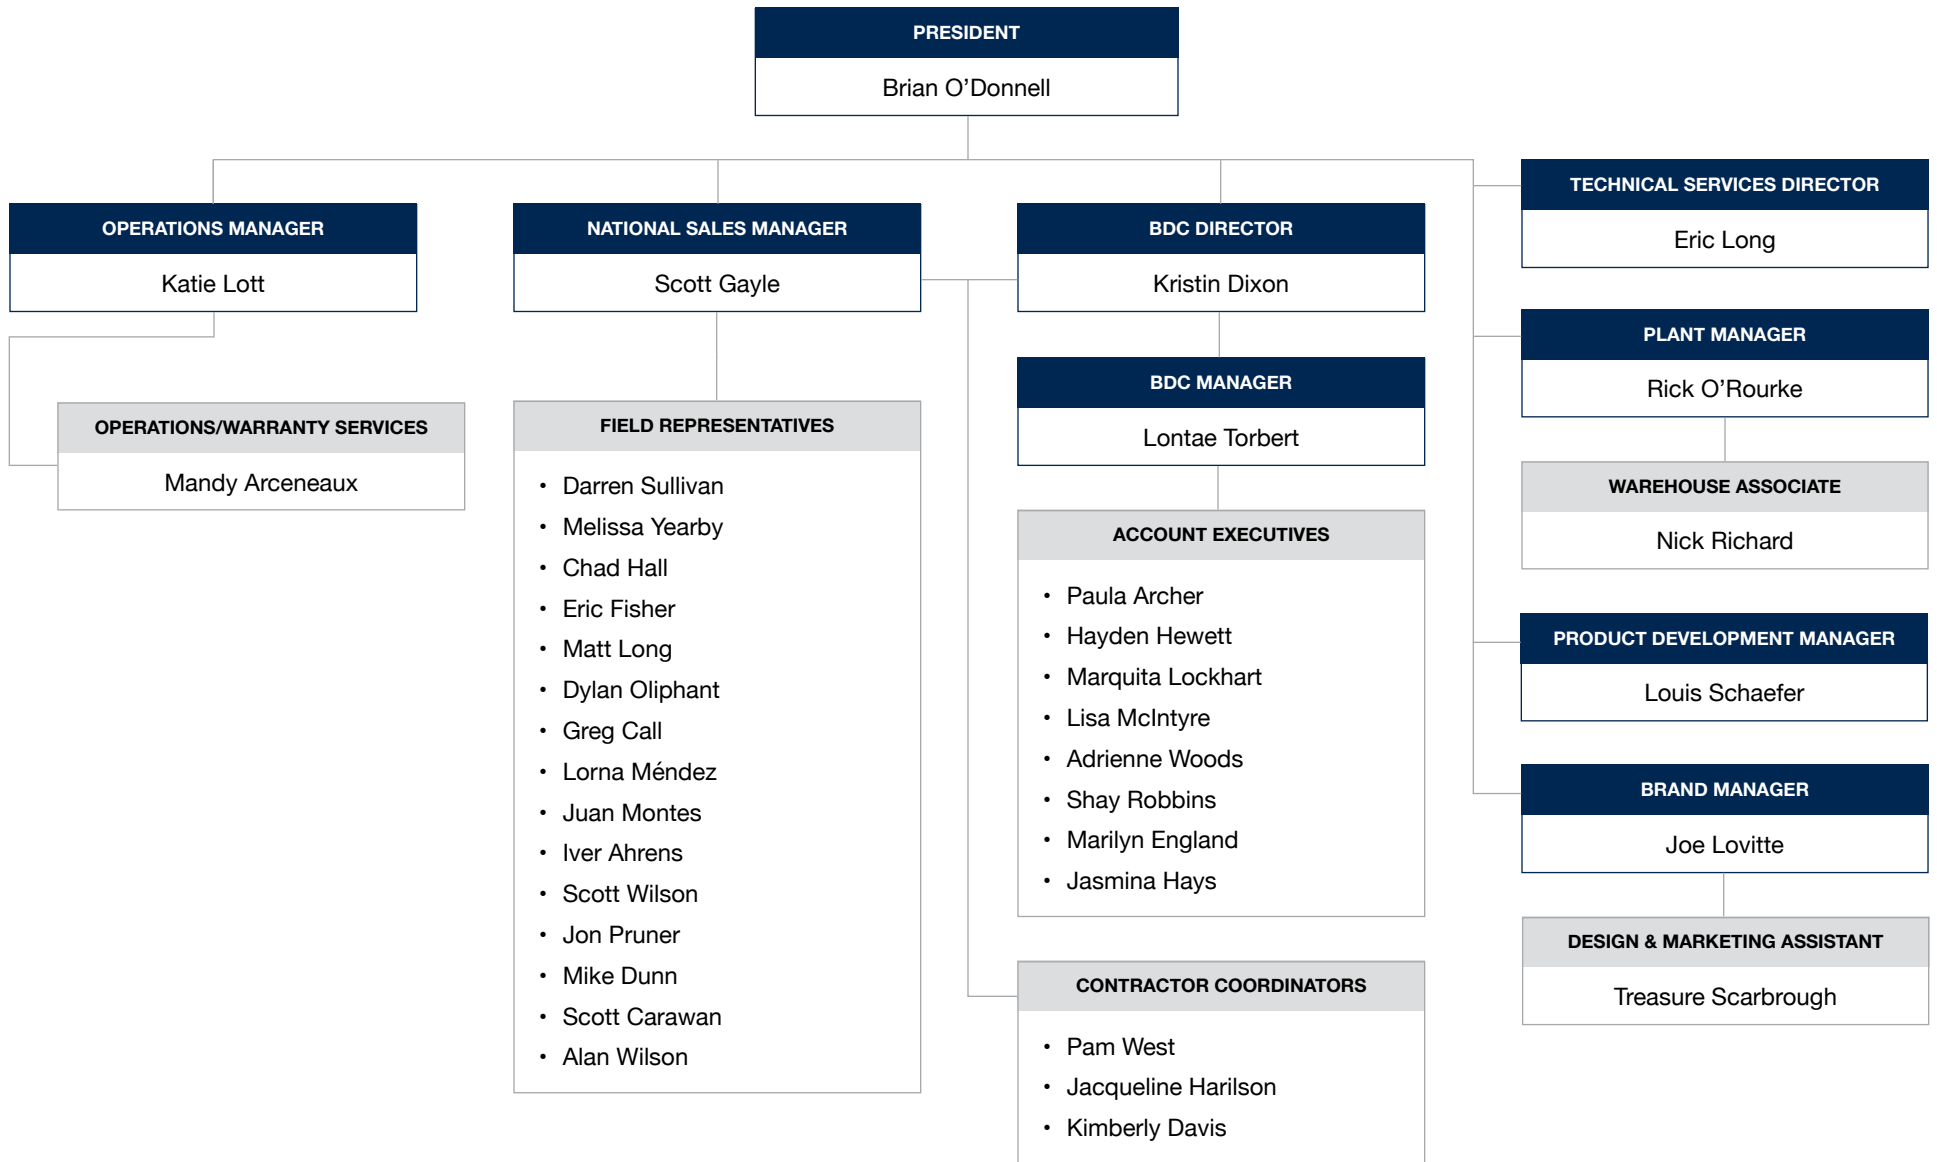 PRESIDENT
Brian O’Donnell
OPERATIONS MANAGER
Katie Lott
OPERATIONS/WARRANTY SERVICES
Mandy Arceneaux
NATIONAL SALES MANAGER
Scott Gayle
FIELD REPRESENTATIVES
• Darren Sullivan
• Melissa Yearby
• Chad Hall
• Eric Fisher
• Matt Long
• Dylan Oliphant
• Greg Call
• Lorna Méndez
• Juan Montes
• Iver Ahrens
• Scott Wilson
• Jon Pruner
• Mike Dunn
• Scott Carawan
• Alan Wilson
BDC DIRECTOR
Kristin Dixon
BDC MANAGER
Lontae Torbert
ACCOUNT EXECUTIVES
• Paula Archer
• Hayden Hewett
• Marquita Lockhart
• Lisa McIntyre
• Adrienne Woods
• Shay Robbins
• Marilyn England
• Jasmina Hays
CONTRACTOR COORDINATORS
• Pam West
• Jacqueline Harilson
• Kimberly Davis
TECHNICAL SERVICES DIRECTOR
Eric Long
PLANT MANAGER
Rick O’Rourke
WAREHOUSE ASSOCIATE
Nick Richard
PRODUCT DEVELOPMENT MANAGER
Louis Schaefer
BRAND MANAGER
Joe Lovitte
DESIGN & MARKETING ASSISTANT
Treasure Scarbrough